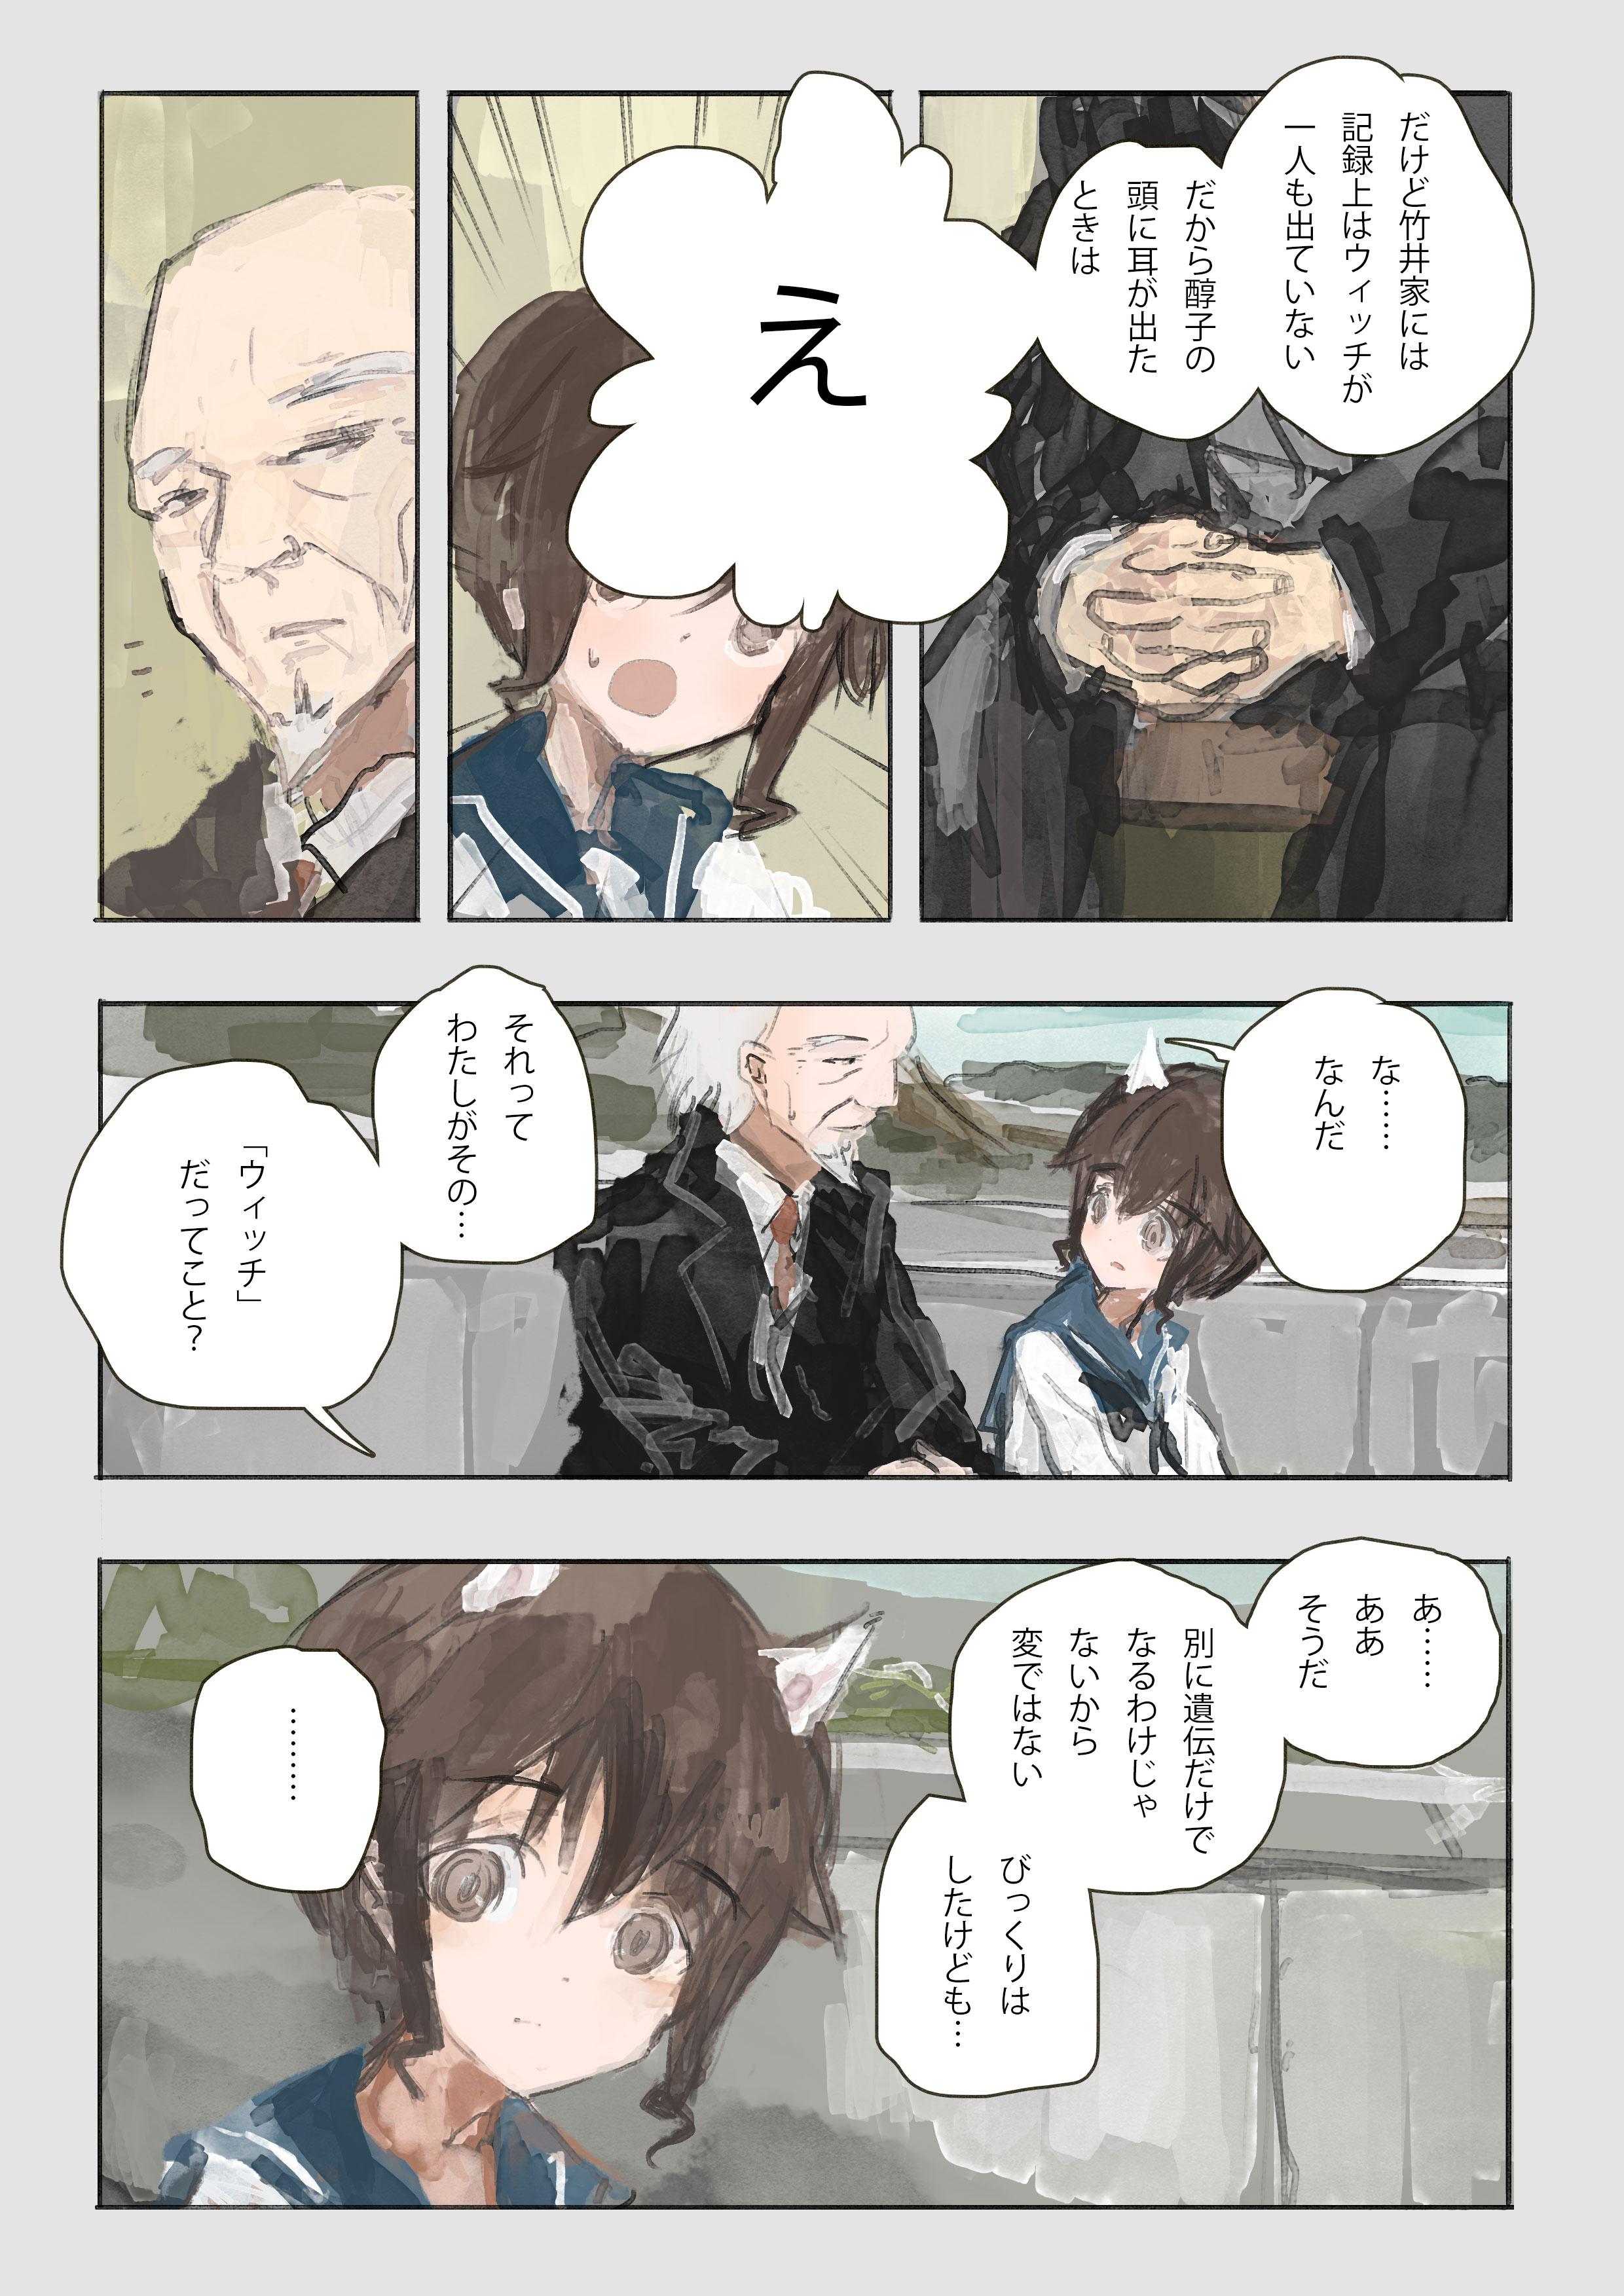 だけど竹井家には
記録上はウィッチが
一人も出ていない
だから醇子の
頭に耳が出た
ときは
え
な……
なんだ
それって
わたしがその…
「ウィッチ」
だってこと？
あ……
ああ
そうだ
別に遺伝だけで
なるわけじゃ
ないから
変ではない
びっくりは
したけども…
………